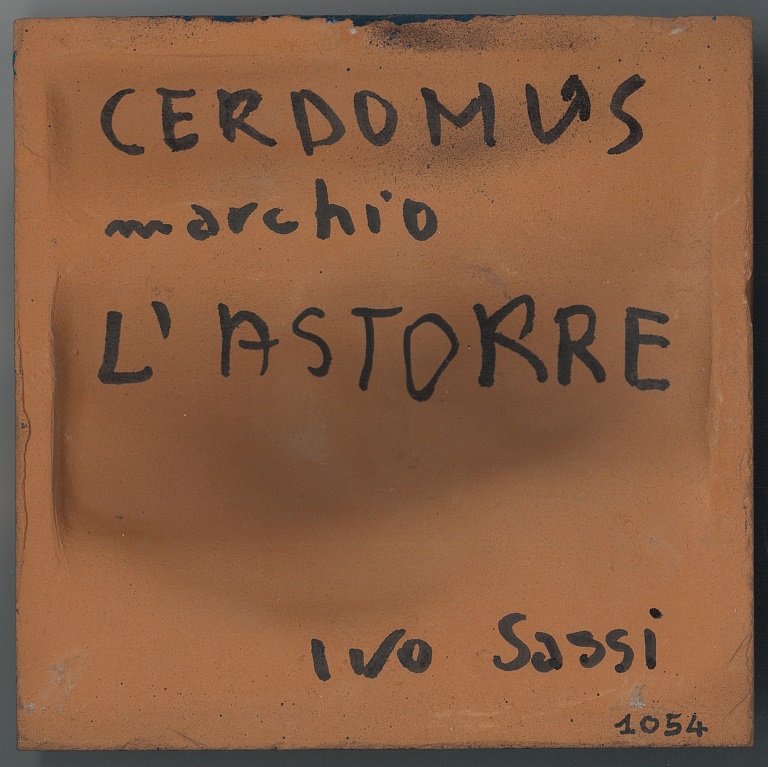 CERDOMUS
marchio
L'ASTORRE
Ivo Sassi
1054